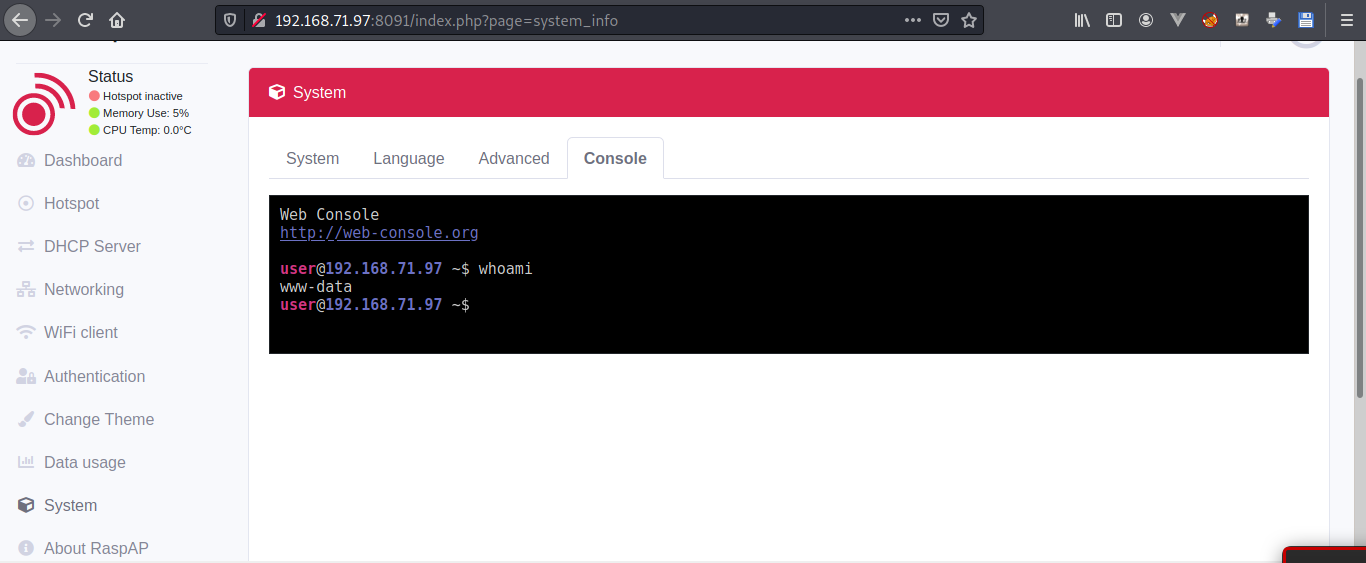 192.168.71.97:8091/index.php?page=system_info
Status
Hotspot inactive
Memory Use: 5%
CPU Temp: 0.0°C
Dashboard
Hotspot
DHCP Server
Networking
WiFi client
Authentication
Change Theme
Data usage
System
About RaspAP
System
System Language Advanced Console
Web Console
http://web-console.org
user@192.168.71.97 ~$ whoami
www-data
user@192.168.71.97 ~$